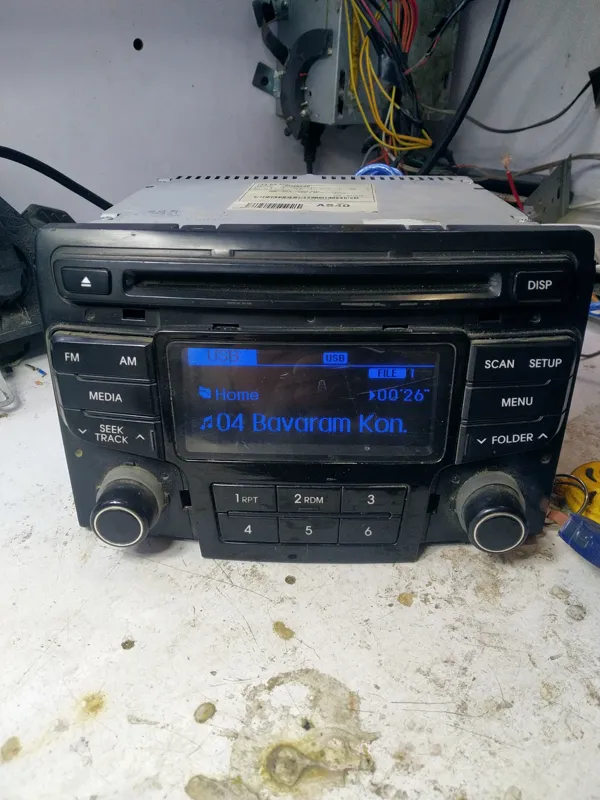 A540
DISP
FM AM
MEDIA
SEEK
TRACK
USB
USB
FILE 1
Home
00'26"
04 Bavaram Kon.
SCAN SETUP
MENU
FOLDER
1 RPT 2 RDM 3
4 5 6